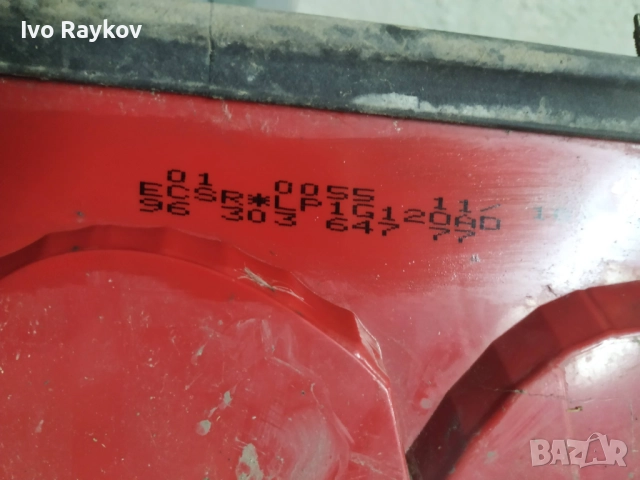 Ivo Raykov
01 0055 11/
ECSR*LP1G120AD
96 303 647 77
BAZAR